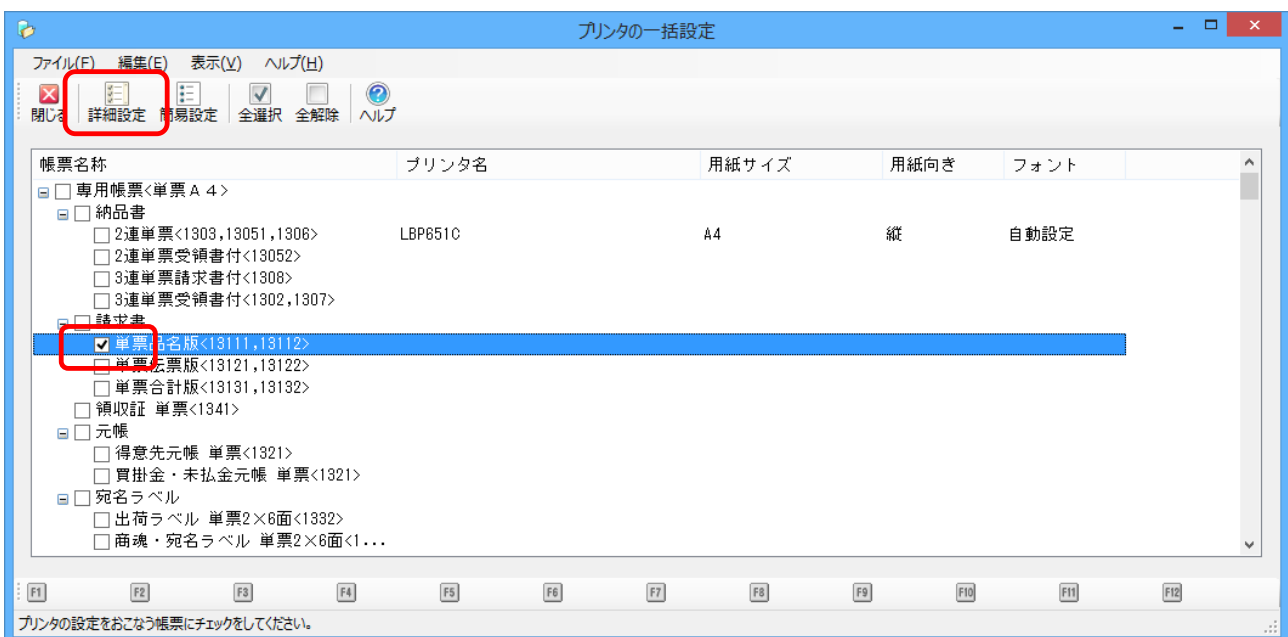 プリンタの一括設定
ファイル(F) 編集(E) 表示(V) ヘルプ(H)
閉じる 詳細設定 簡易設定 全選択 全解除 ヘルプ
帳票名称 プリンタ名 用紙サイズ 用紙向き フォント
専用帳票<単票A4>
納品書
2連単票<1303,13051,1306> LBP651C A4 縦 自動設定
2連単票受領書付<13052>
3連単票請求書付<1308>
3連単票受領書付<1302,1307>
請求書
単票品名版<13111,13112>
単票伝票版<13121,13122>
単票合計版<13131,13132>
領収証 単票<1341>
元帳
得意先元帳 単票<1321>
買掛金・未払金元帳 単票<1321>
宛名ラベル
出荷ラベル 単票2×6面<1332>
商魂・宛名ラベル 単票2×6面<1...
F1 F2 F3 F4 F5 F6 F7 F8 F9 F10 F11 F12
プリンタの設定をおこなう帳票にチェックをしてください。